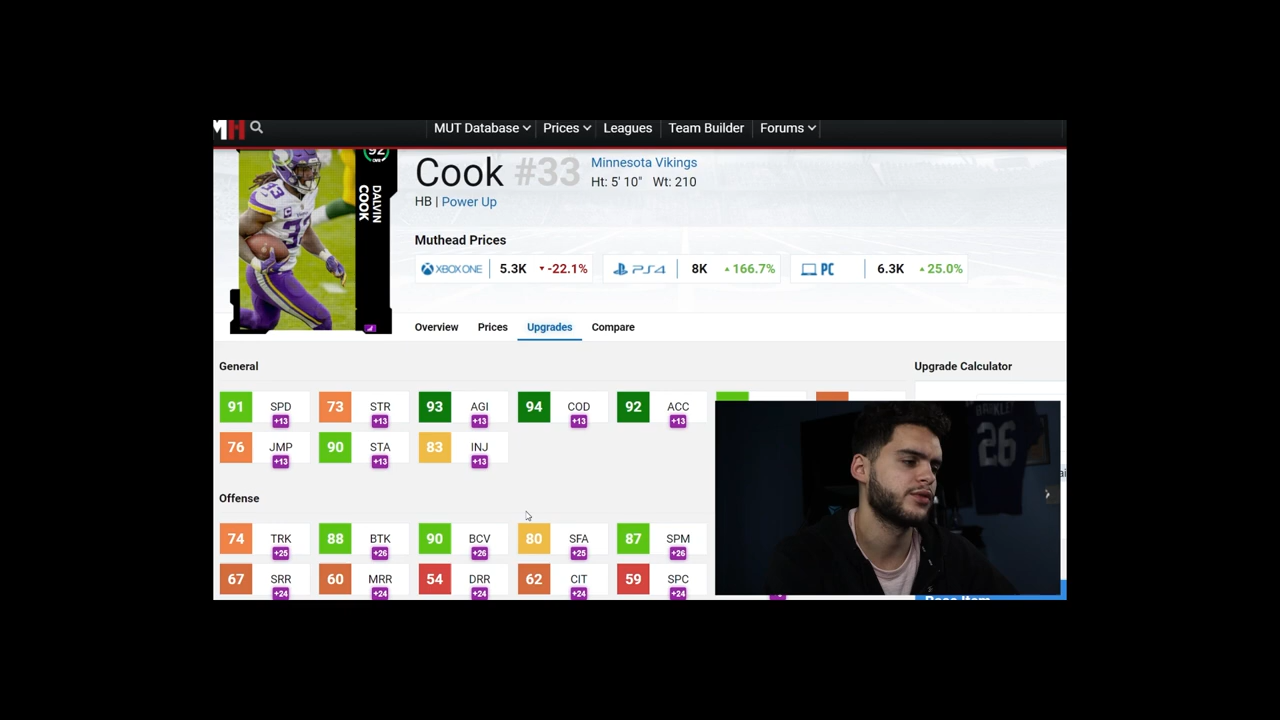 MH MUT Database Prices Leagues Team Builder Forums
92
DALVIN
COOK
33
Cook #33 Minnesota Vikings
Ht: 5' 10" Wt: 210
HB | Power Up
Muthead Prices
XBOX ONE 5.3K -22.1% PS4 8K 166.7% PC 6.3K 25.0%
Overview Prices Upgrades Compare
General Upgrade Calculator
91 SPD 73 STR 93 AGI 94 COD 92 ACC
+13 +13 +13 +13 +13
76 JMP 90 STA 83 INJ
+13 +13 +13
Offense
74 TRK 88 BTK 90 BCV 80 SFA 87 SPM
+25 +26 +26 +25 +26
67 SRR 60 MRR 54 DRR 62 CIT 59 SPC
+24 +24 +24 +24 +24
BARKLEY
26